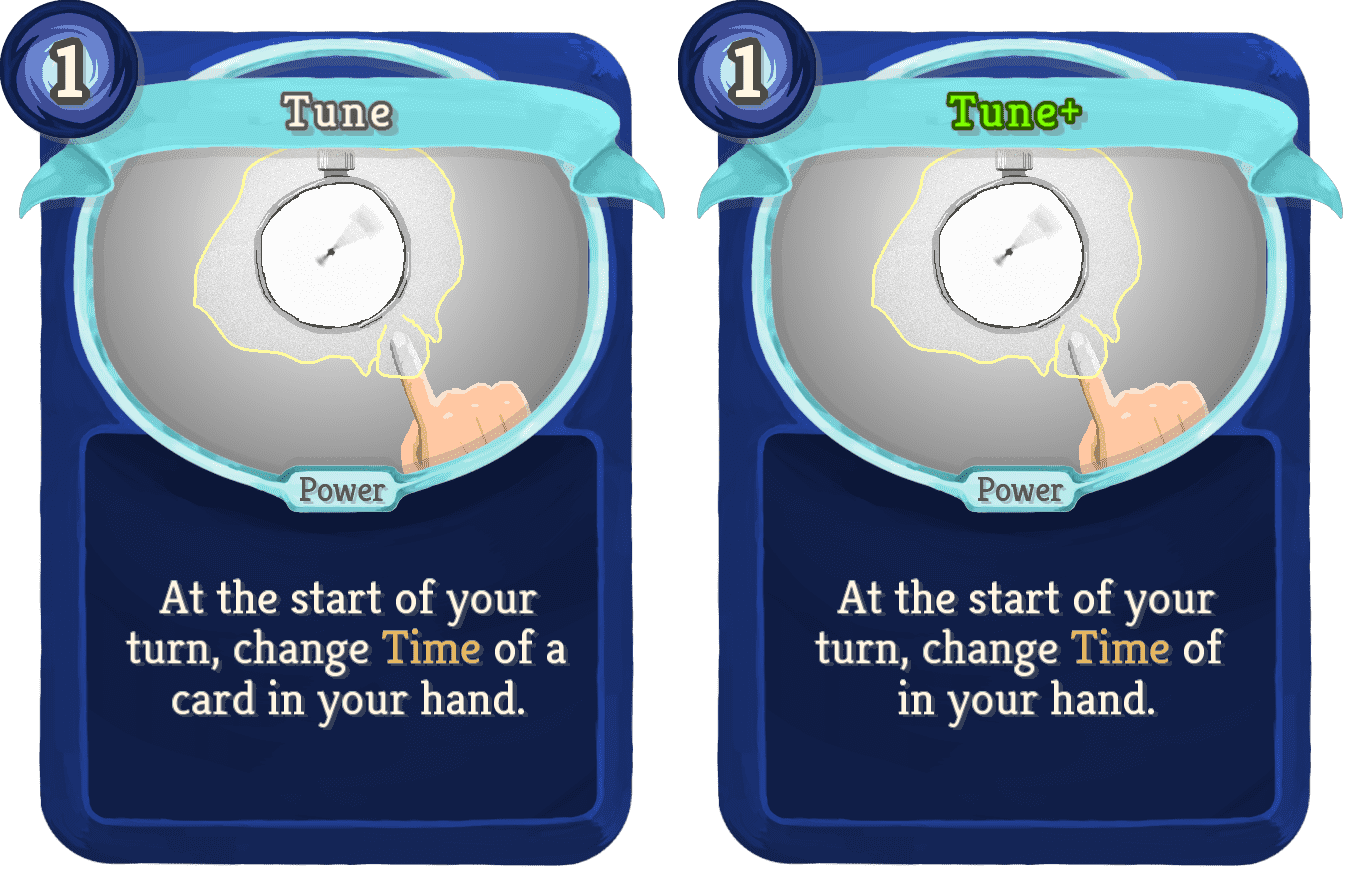 1
Tune
Power
At the start of your
turn, change Time of a
card in your hand.
1
Tune+
Power
At the start of your
turn, change Time of
in your hand.